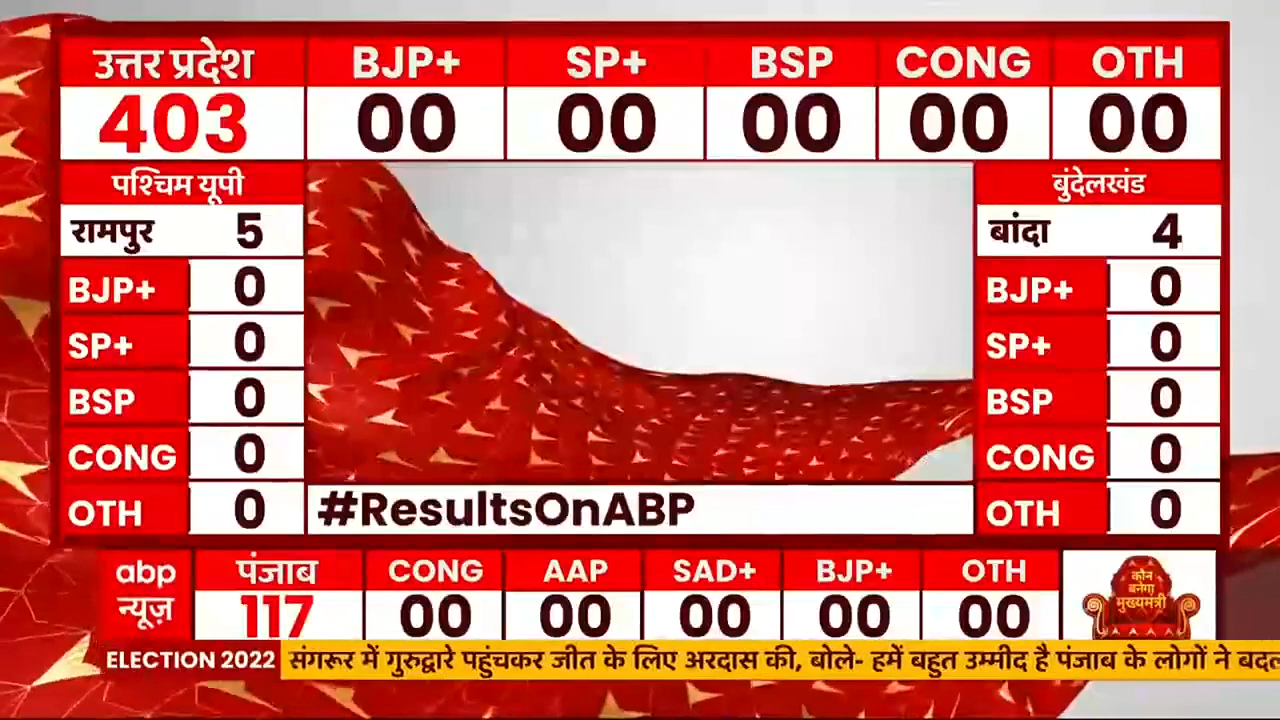 उत्तर प्रदेश BJP+ SP+ BSP CONG OTH
403 00 00 00 00 00
पश्चिम यूपी
रामपुर 5
BJP+ 0
SP+ 0
BSP 0
CONG 0
OTH 0
#ResultsOnABP
बुंदेलखंड
बांदा 4
BJP+ 0
SP+ 0
BSP 0
CONG 0
OTH 0
abp
न्यूज़
पंजाब CONG AAP SAD+ BJP+ OTH
117 00 00 00 00 00
कौन
बनेगा
मुख्यमंत्री
ELECTION 2022 संगरूर में गुरुद्वारे पहुंचकर जीत के लिए अरदास की, बोले- हमें बहुत उम्मीद है पंजाब के लोगों ने